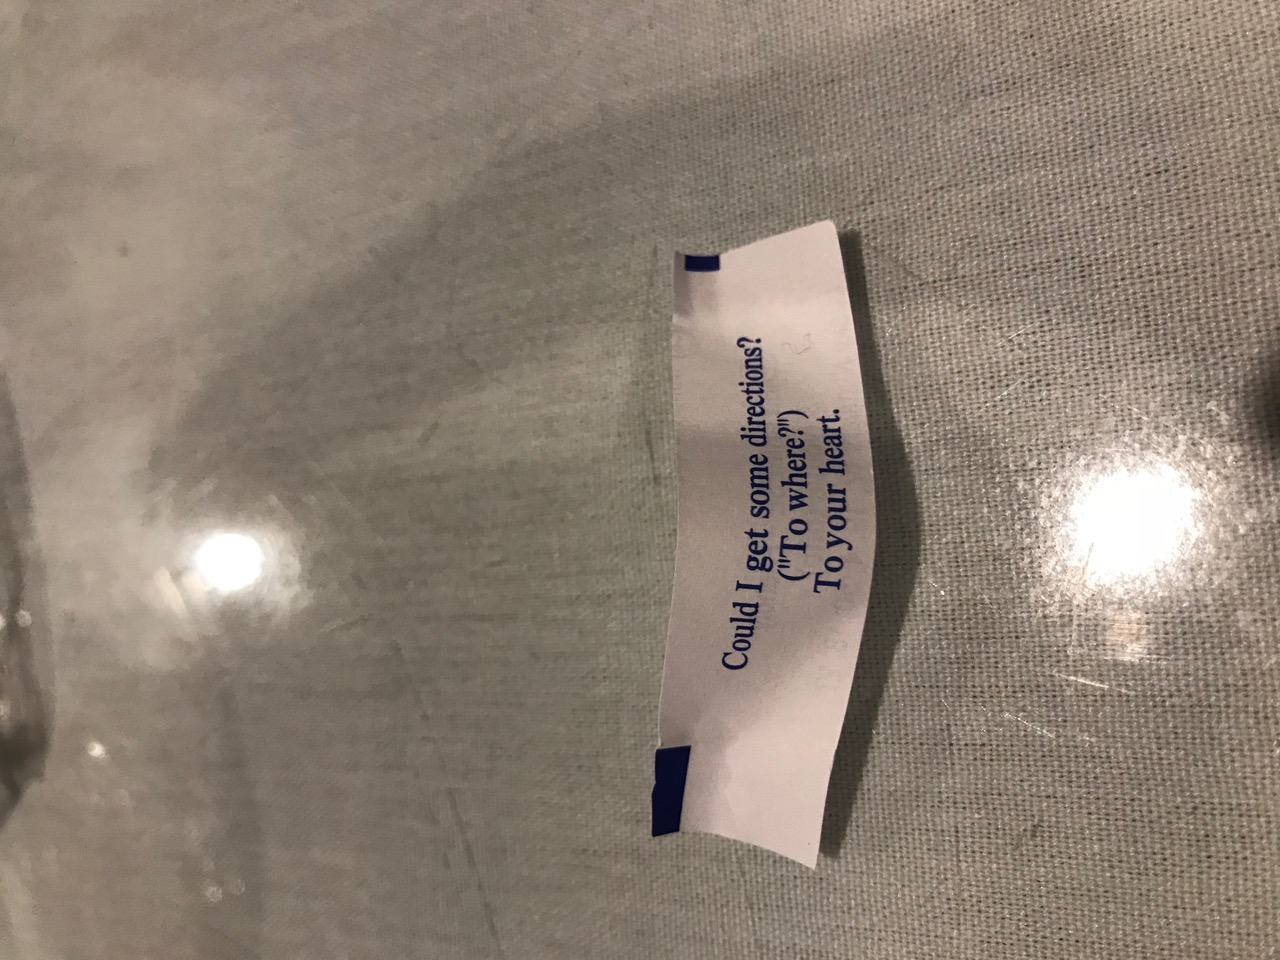 Could I get some directions?
("To where?")
To your heart.